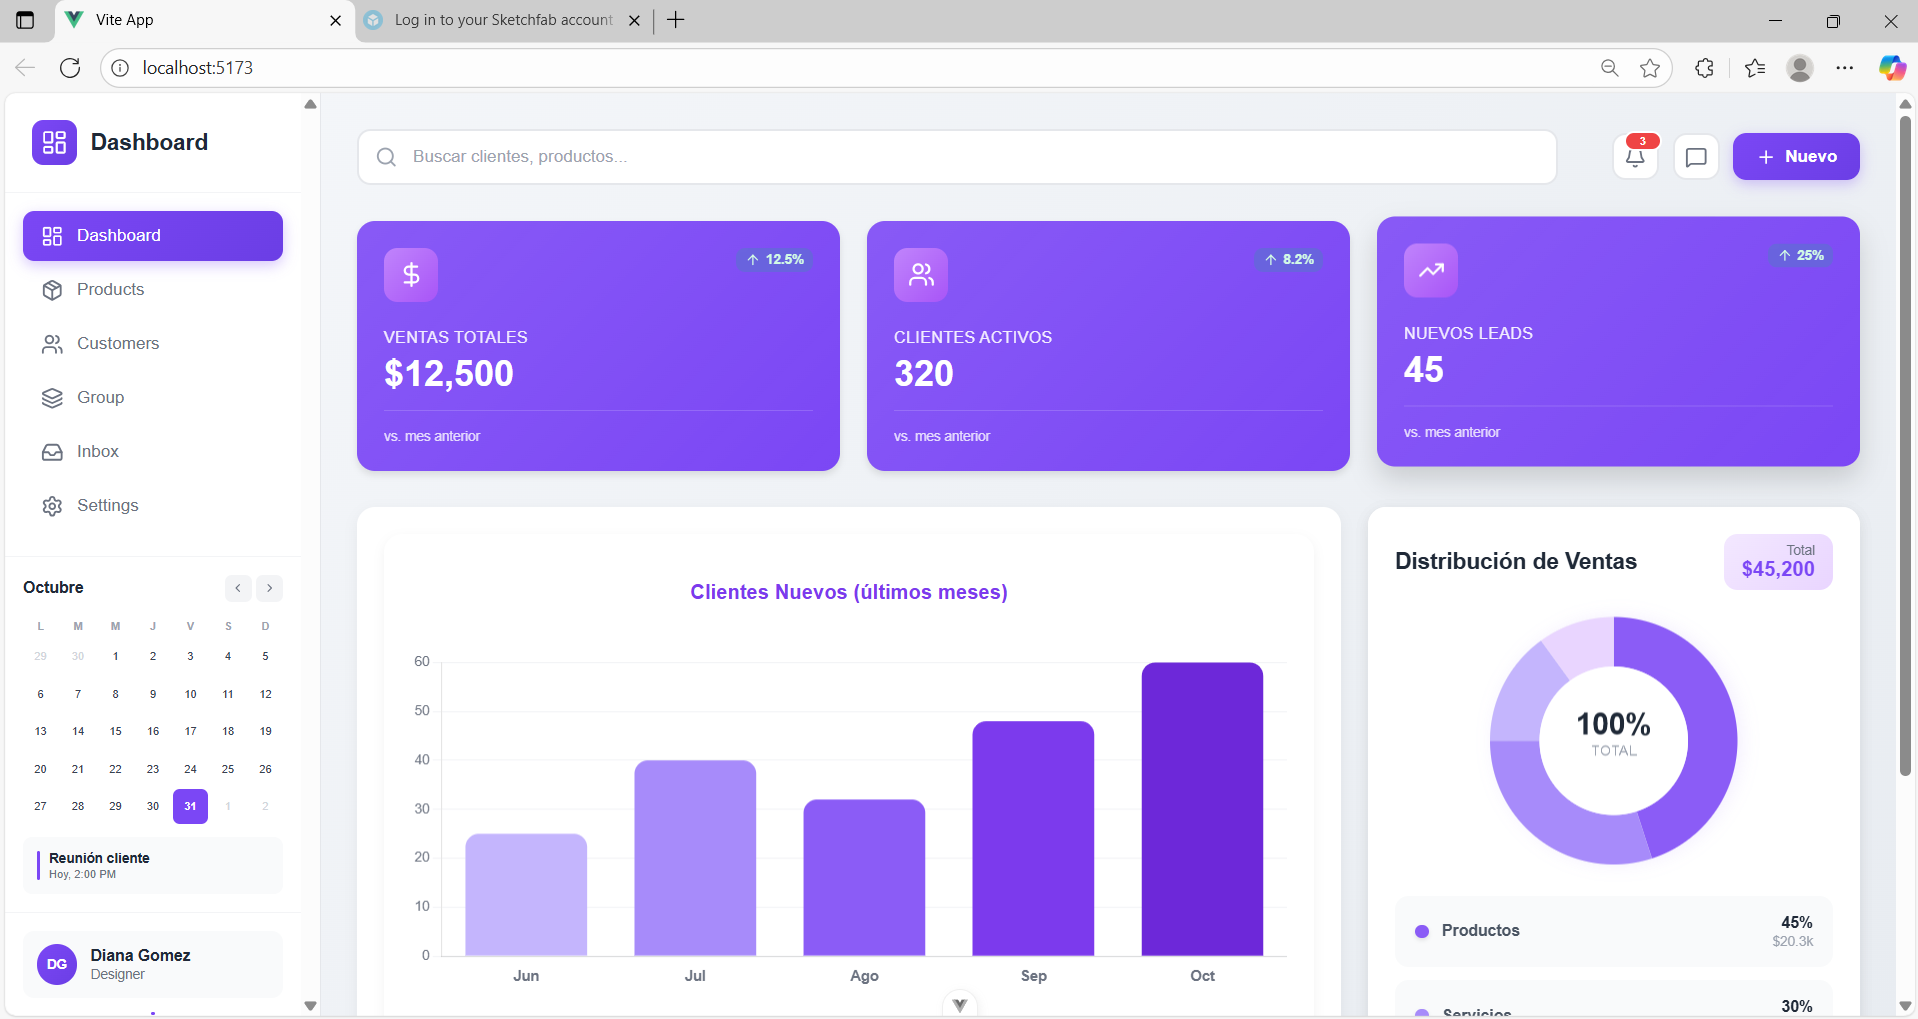 Vite App
Log in to your Sketchfab account
localhost:5173
Dashboard
Buscar clientes, productos...
3
Nuevo
Dashboard
Products
Customers
Group
Inbox
Settings
12.5%
VENTAS TOTALES
$12,500
vs. mes anterior
8.2%
CLIENTES ACTIVOS
320
vs. mes anterior
25%
NUEVOS LEADS
45
vs. mes anterior
Octubre
L M M J V S D
29 30 1 2 3 4 5
6 7 8 9 10 11 12
13 14 15 16 17 18 19
20 21 22 23 24 25 26
27 28 29 30 31 1 2
Reunión cliente
Hoy, 2:00 PM
DG
Diana Gomez
Designer
Clientes Nuevos (últimos meses)
60
50
40
30
20
10
0
Jun Jul Ago Sep Oct
Distribución de Ventas
Total
$45,200
100%
TOTAL
Productos
45%
$20.3k
Servicios
30%